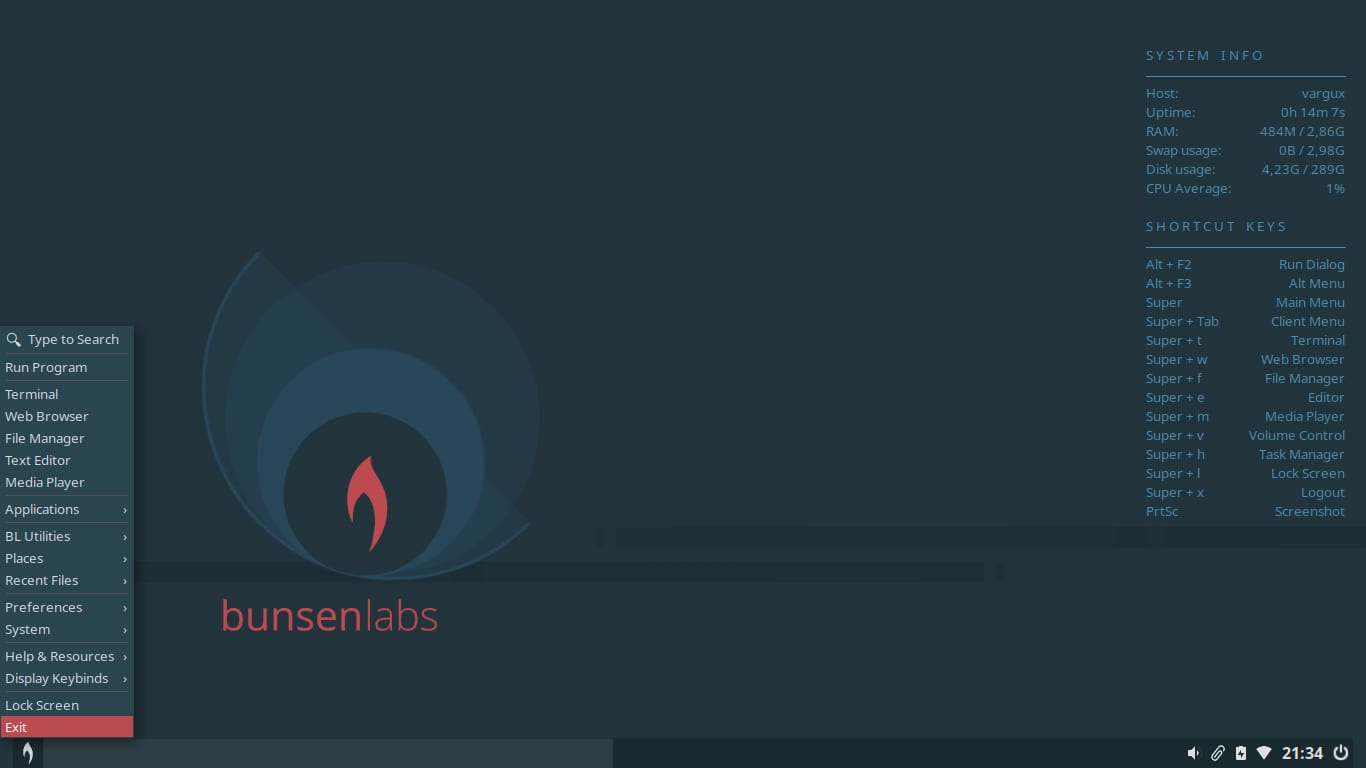 SYSTEM INFO
Host: vargux
Uptime: 0h 14m 7s
RAM: 484M / 2,86G
Swap usage: 0B / 2,98G
Disk usage: 4,23G / 289G
CPU Average: 1%
SHORTCUT KEYS
Alt + F2 Run Dialog
Alt + F3 Alt Menu
Super Main Menu
Super + Tab Client Menu
Super + t Terminal
Super + w Web Browser
Super + f File Manager
Super + e Editor
Super + m Media Player
Super + v Volume Control
Super + h Task Manager
Super + l Lock Screen
Super + x Logout
PrtSc Screenshot
Type to Search
Run Program
Terminal
Web Browser
File Manager
Text Editor
Media Player
Applications ›
BL Utilities ›
Places ›
Recent Files ›
Preferences ›
System ›
Help & Resources ›
Display Keybinds ›
Lock Screen
Exit
bunsenlabs
21:34